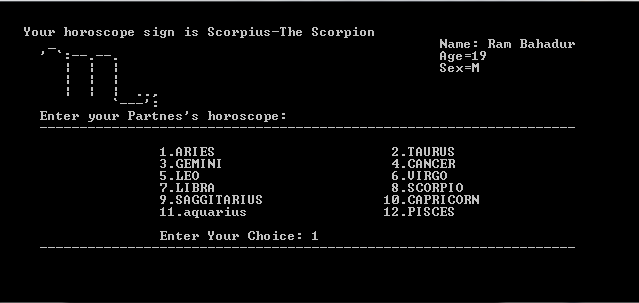 Your horoscope sign is Scorpius-The Scorpion
Name: Ram Bahadur
Age=19
Sex=M
Enter your Partnes's horoscope:
1.ARIES 2.TAURUS
3.GEMINI 4.CANCER
5.LEO 6.VIRGO
7.LIBRA 8.SCORPIO
9.SAGGITARIUS 10.CAPRICORN
11.aquarius 12.PISCES
Enter Your Choice: 1